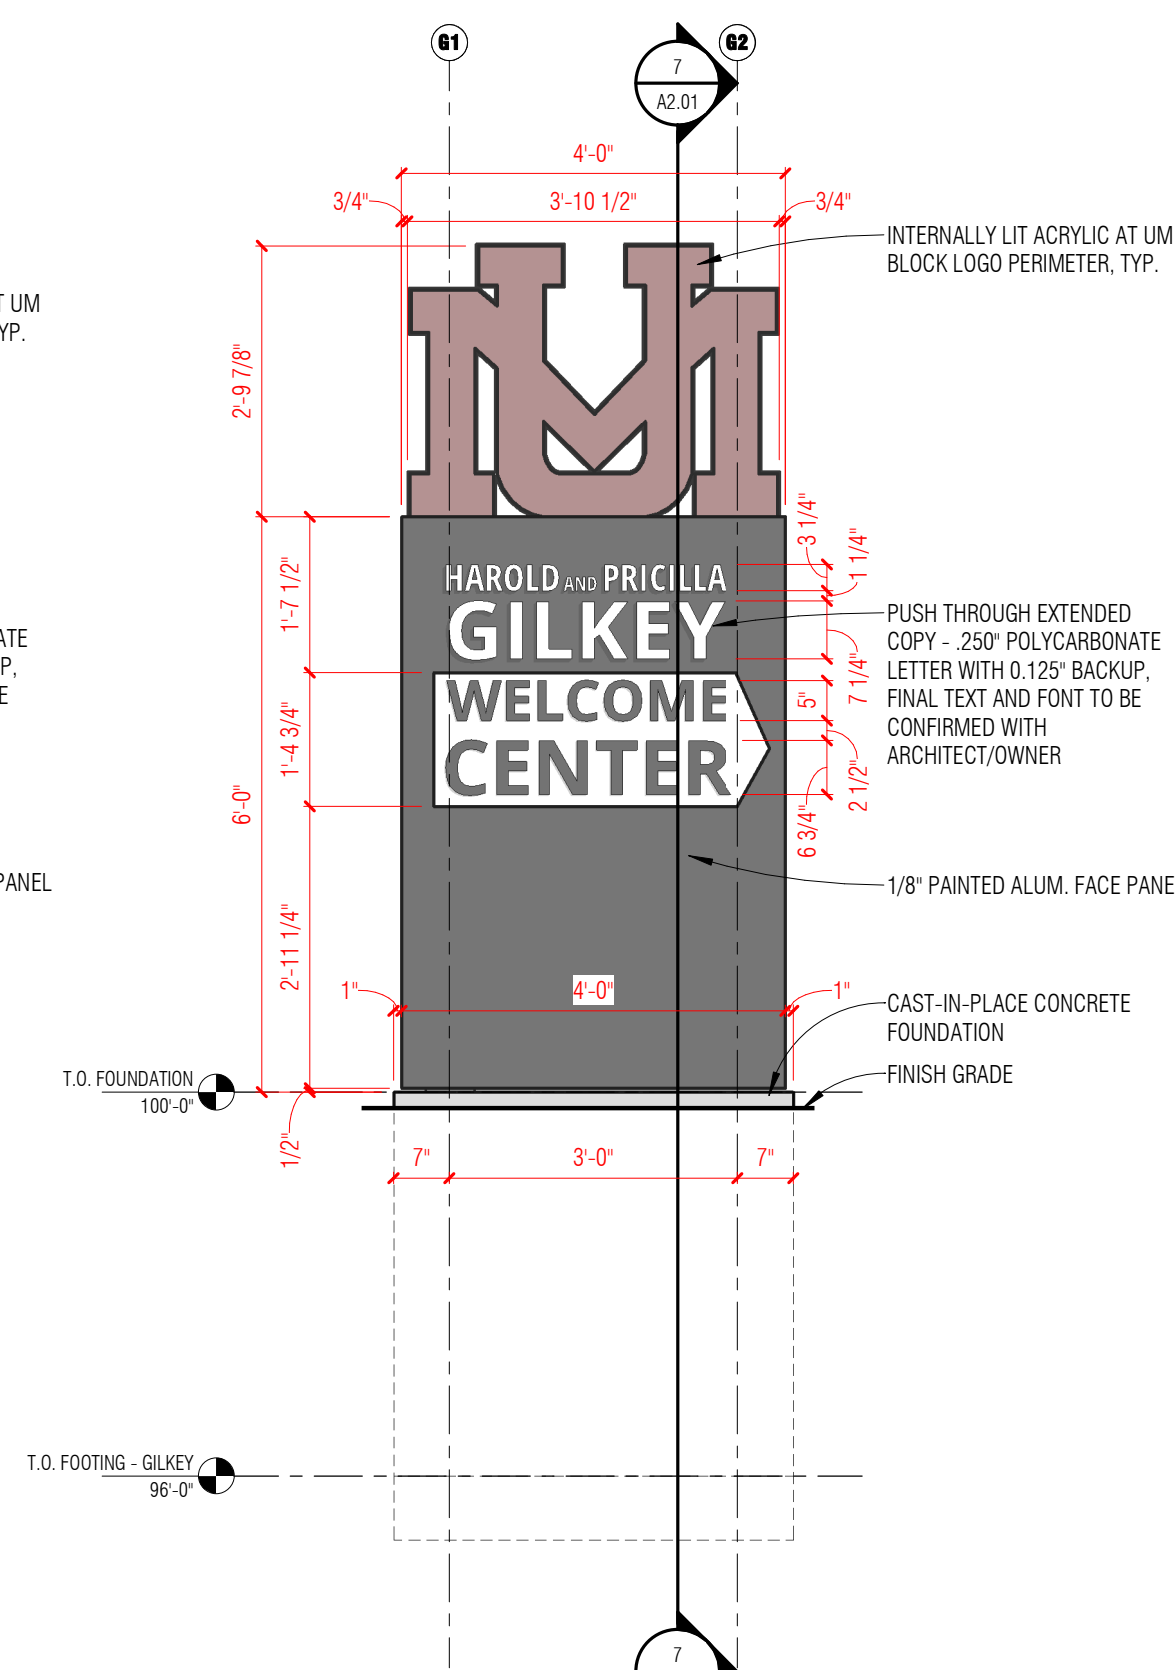 G1
G2
7
A2.01
4'-0"
3/4"
3'-10 1/2"
3/4"
INTERNALLY LIT ACRYLIC AT UM
BLOCK LOGO PERIMETER, TYP.
T UM
YP.
2'-9 7/8"
UM
3 1/4"
1 1/4"
1'-7 1/2"
HAROLD AND PRICILLA
GILKEY
WELCOME
CENTER
PUSH THROUGH EXTENDED
COPY - .250" POLYCARBONATE
LETTER WITH 0.125" BACKUP,
FINAL TEXT AND FONT TO BE
CONFIRMED WITH
ARCHITECT/OWNER
ATE
P,
E
7 1/4"
5"
1'-4 3/4"
2 1/2"
6 3/4"
6'-0"
PANEL
1/8" PAINTED ALUM. FACE PANE
2'-11 1/4"
1"
4'-0"
1"
CAST-IN-PLACE CONCRETE
FOUNDATION
FINISH GRADE
T.O. FOUNDATION
100'-0"
1/2"
7"
3'-0"
7"
T.O. FOOTING - GILKEY
96'-0"
7